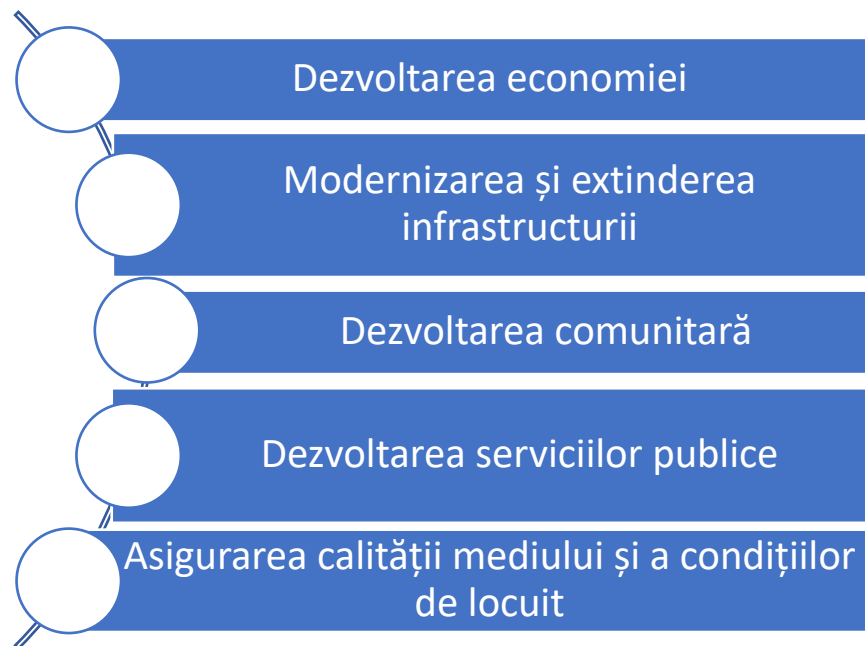 Dezvoltarea economiei
Modernizarea și extinderea
infrastructurii
Dezvoltarea comunitară
Dezvoltarea serviciilor publice
Asigurarea calității mediului și a condițiilor
de locuit